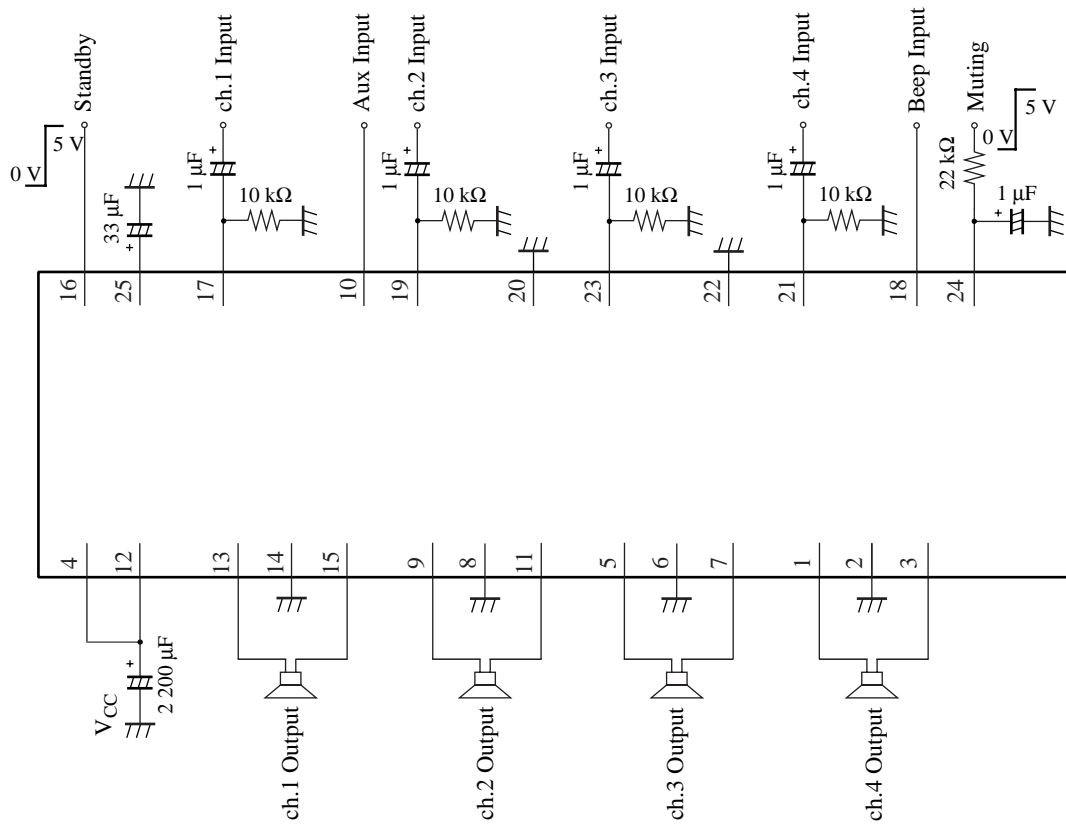 Standby
0 V
5 V
33 µF
ch.1 Input
1 µF
10 kΩ
Aux Input
ch.2 Input
1 µF
10 kΩ
ch.3 Input
1 µF
10 kΩ
ch.4 Input
1 µF
10 kΩ
Beep Input
Muting
0 V
5 V
22 kΩ
1 µF
16
25
17
10
19
20
23
22
21
18
24
4
12
13
14
15
9
8
11
5
6
7
1
2
3
VCC
2 200 µF
ch.1 Output
ch.2 Output
ch.3 Output
ch.4 Output